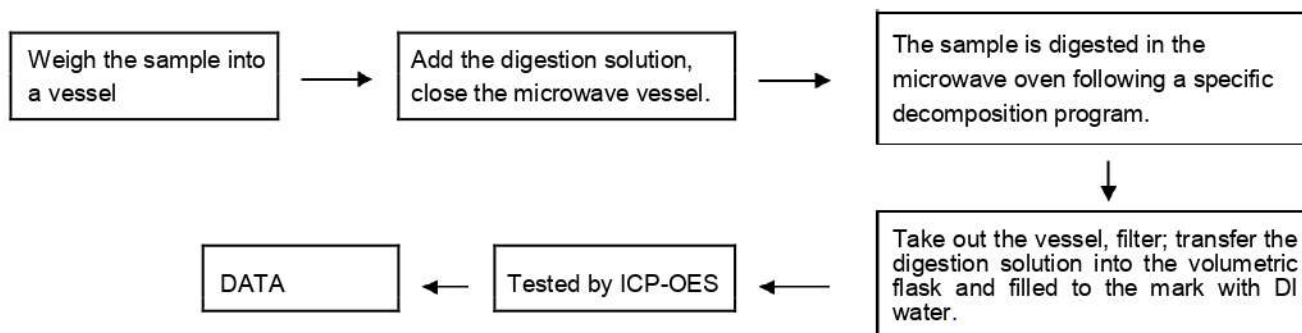 Weigh the sample into
a vessel
Add the digestion solution,
close the microwave vessel.
The sample is digested in the
microwave oven following a specific
decomposition program.
Take out the vessel, filter; transfer the
digestion solution into the volumetric
flask and filled to the mark with DI
water.
Tested by ICP-OES
DATA